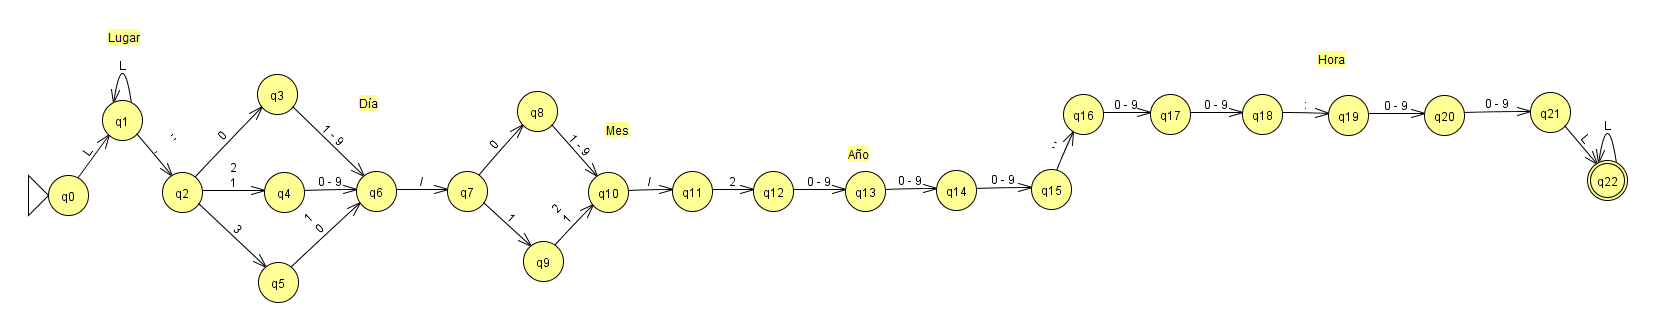 Lugar
Día
Mes
Año
Hora
L
L
, ;
0
2
1
3
1 - 9
0 - 9
1
0
/
0
1
1 - 9
2
1
/
2
0 - 9
0 - 9
0 - 9
0 - 9
0 - 9
:
0 - 9
0 - 9
L
L
q0
q1
q2
q3
q4
q5
q6
q7
q8
q9
q10
q11
q12
q13
q14
q15
q16
q17
q18
q19
q20
q21
q22